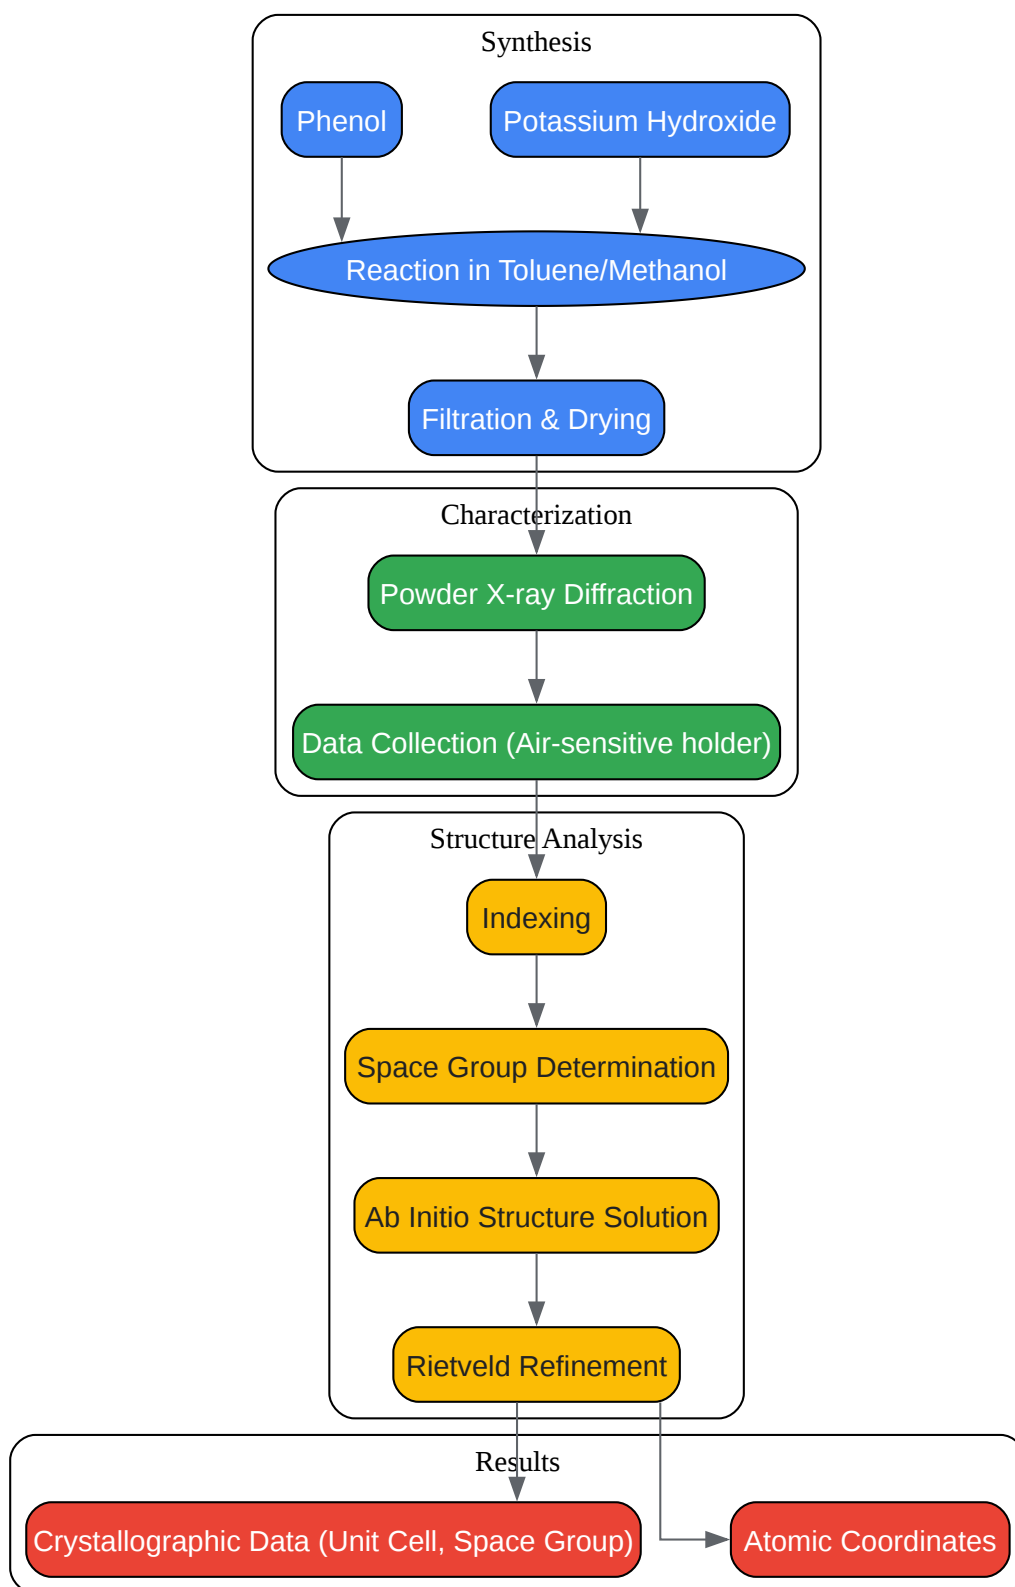 Synthesis
Phenol
Potassium Hydroxide
Reaction in Toluene/Methanol
Filtration & Drying
Characterization
Powder X-ray Diffraction
Data Collection (Air-sensitive holder)
Structure Analysis
Indexing
Space Group Determination
Ab Initio Structure Solution
Rietveld Refinement
Results
Crystallographic Data (Unit Cell, Space Group)
Atomic Coordinates